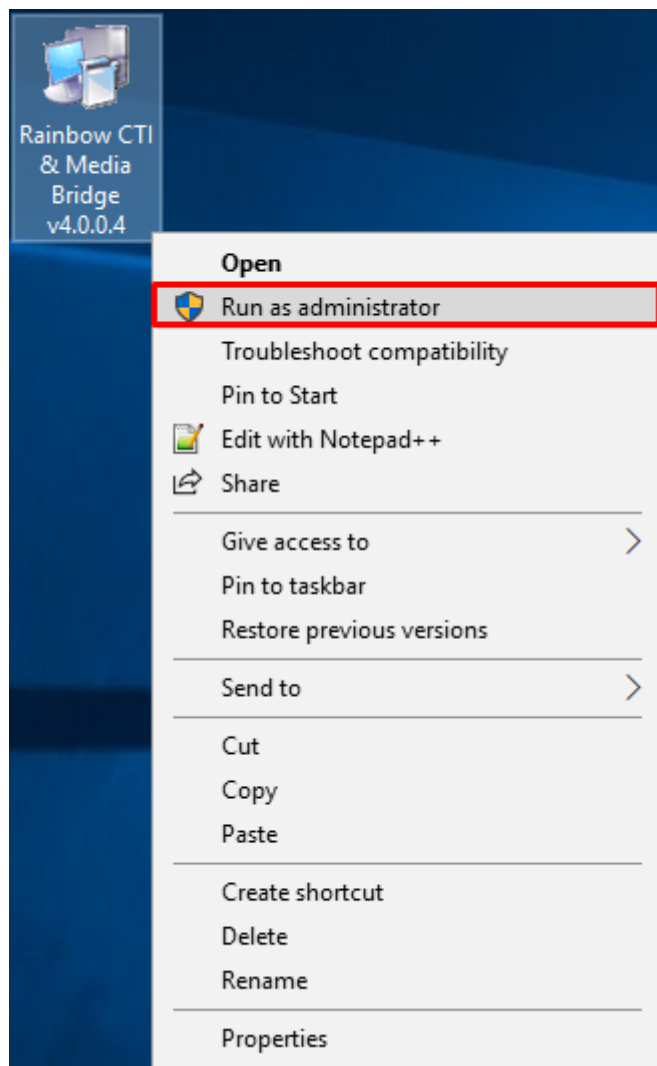 Rainbow CTI
& Media
Bridge
v4.0.0.4
Open
Run as administrator
Troubleshoot compatibility
Pin to Start
Edit with Notepad++
Share
Give access to
Pin to taskbar
Restore previous versions
Send to
Cut
Copy
Paste
Create shortcut
Delete
Rename
Properties